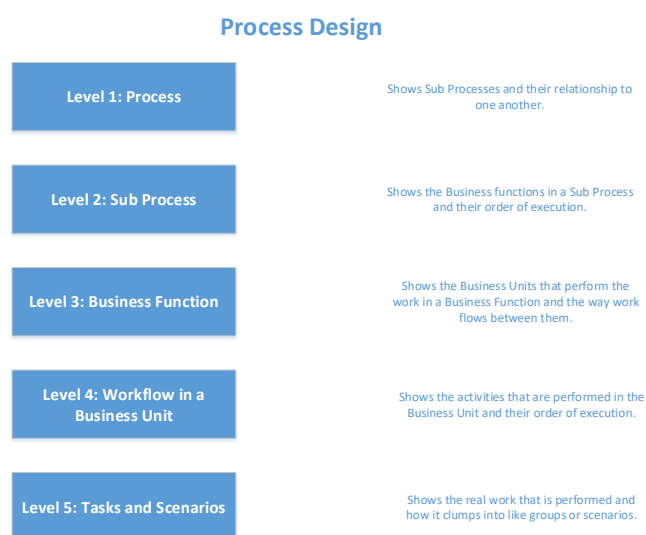 Process Design
Level 1: Process
Shows Sub Processes and their relationship to
one another.
Level 2: Sub Process
Shows the Business functions in a Sub Process
and their order of execution.
Level 3: Business Function
Shows the Business Units that perform the
work in a Business Function and the way work
flows between them.
Level 4: Workflow in a
Business Unit
Shows the activities that are performed in the
Business Unit and their order of execution.
Level 5: Tasks and Scenarios
Shows the real work that is performed and
how it clumps into like groups or scenarios.